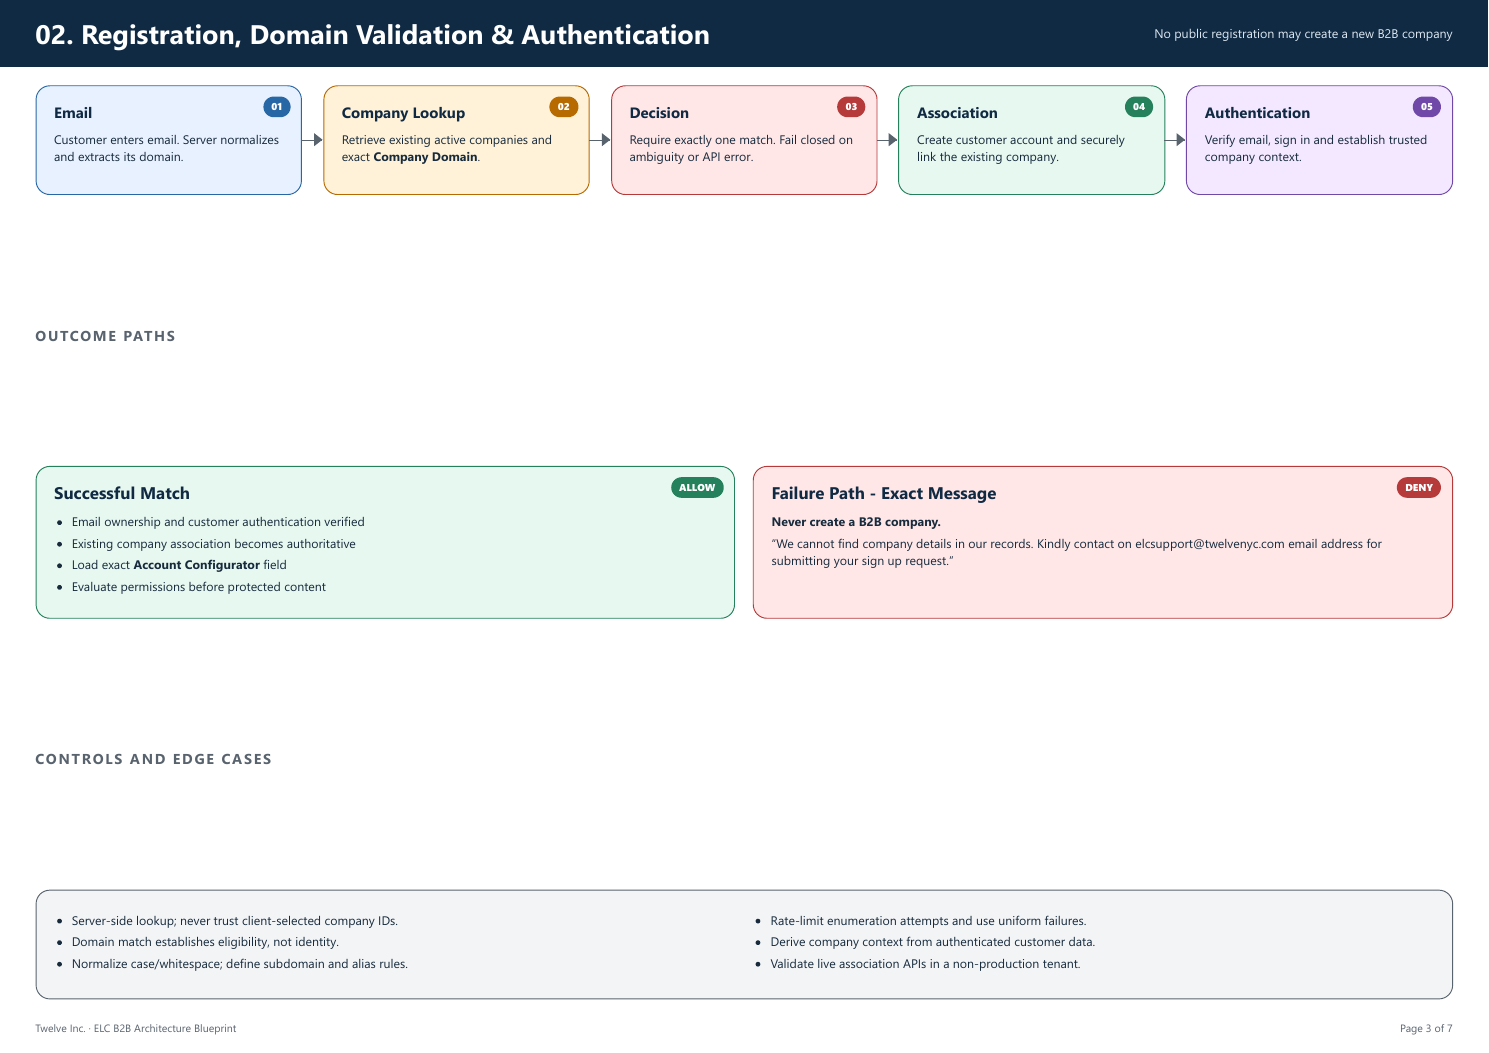 02. Registration, Domain Validation & Authentication
No public registration may create a new B2B company
Email
01
Customer enters email. Server normalizes
and extracts its domain.
Company Lookup
02
Retrieve existing active companies and
exact Company Domain.
Decision
03
Require exactly one match. Fail closed on
ambiguity or API error.
Association
04
Create customer account and securely
link the existing company.
Authentication
05
Verify email, sign in and establish trusted
company context.
OUTCOME PATHS
Successful Match
ALLOW
• Email ownership and customer authentication verified
• Existing company association becomes authoritative
• Load exact Account Configurator field
• Evaluate permissions before protected content
Failure Path - Exact Message
DENY
Never create a B2B company.
“We cannot find company details in our records. Kindly contact on elcsupport@twelvenyc.com email address for
submitting your sign up request.”
CONTROLS AND EDGE CASES
• Server-side lookup; never trust client-selected company IDs.
• Domain match establishes eligibility, not identity.
• Normalize case/whitespace; define subdomain and alias rules.
• Rate-limit enumeration attempts and use uniform failures.
• Derive company context from authenticated customer data.
• Validate live association APIs in a non-production tenant.
Twelve Inc. · ELC B2B Architecture Blueprint
Page 3 of 7